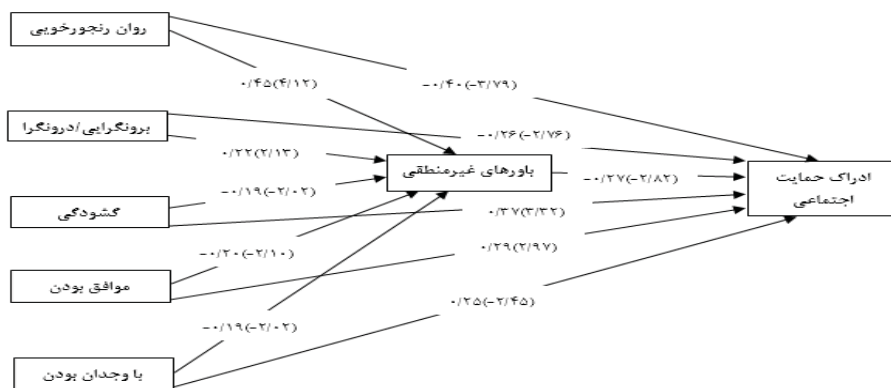 روان رنجورخویی
-۰/۴۰(-۳/۷۹)
۰/۴۵(۴/۱۲)
برونگرایی/درونگرا
-۰/۲۶(-۲/۷۶)
۰/۲۲(۲/۱۳)
باورهای غیرمنطقی
-۰/۲۷(-۲/۸۲)
ادراک حمایت
اجتماعی
-۰/۱۹(-۲/۰۲)
گشودگی
۰/۳۷(۳/۳۲)
-۰/۲۰(-۲/۱۰)
۰/۲۹(۲/۹۷)
موافق بودن
۰/۲۵(-۲/۴۵)
-۰/۱۹(-۲/۰۲)
با وجدان بودن